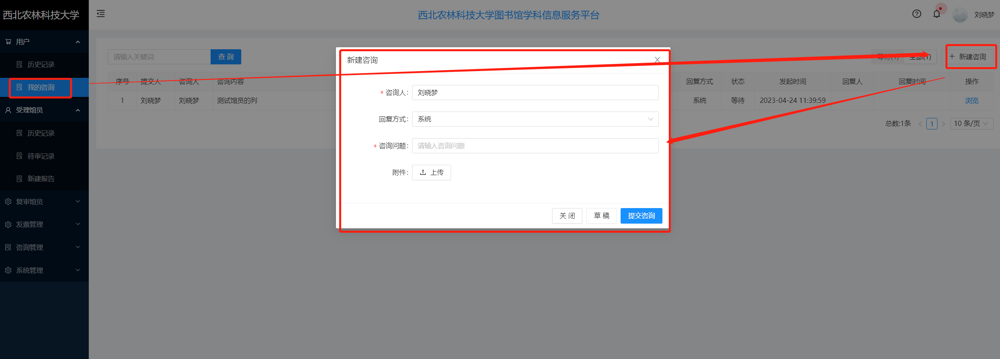 西北农林科技大学
西北农林科技大学图书馆学科信息服务平台
刘晓梦
用户
历史记录
我的咨询
受理馆员
历史记录
待审记录
新建报告
复审馆员
发票管理
咨询管理
系统管理
请输入关键词
查 询
等待(1)
全部(1)
新建咨询
序号 提交人 咨询人 咨询内容 回复方式 状态 发起时间 回复人 回复时间 操作
1 刘晓梦 刘晓梦 测试馆员的列 系统 等待 2023-04-24 11:39:59 浏览
总数:1条 < 1 > 10 条/页
新建咨询
* 咨询人: 刘晓梦
回复方式: 系统
* 咨询问题: 请输入咨询问题
附件: 上传
关 闭
草 稿
提交咨询